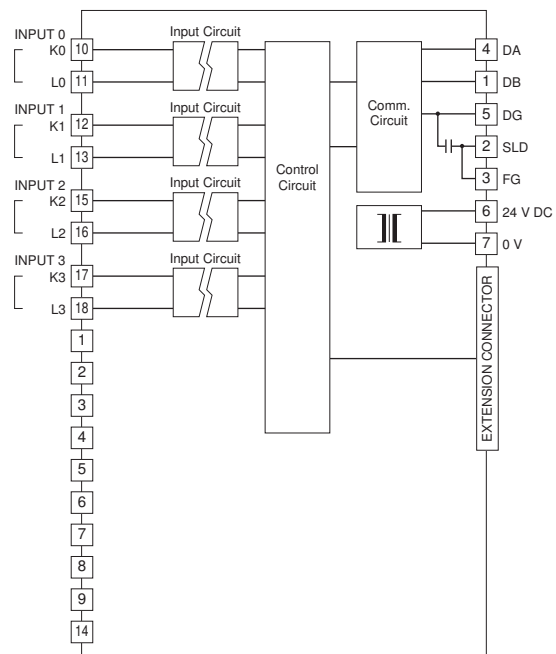 INPUT 0
K0 10
L0 11
Input Circuit
INPUT 1
K1 12
L1 13
Input Circuit
INPUT 2
K2 15
L2 16
Input Circuit
INPUT 3
K3 17
L3 18
Input Circuit
1
2
3
4
5
6
7
8
9
14
Control
Circuit
Comm.
Circuit
4 DA
1 DB
5 DG
2 SLD
3 FG
6 24 V DC
7 0 V
EXTENSION CONNECTOR